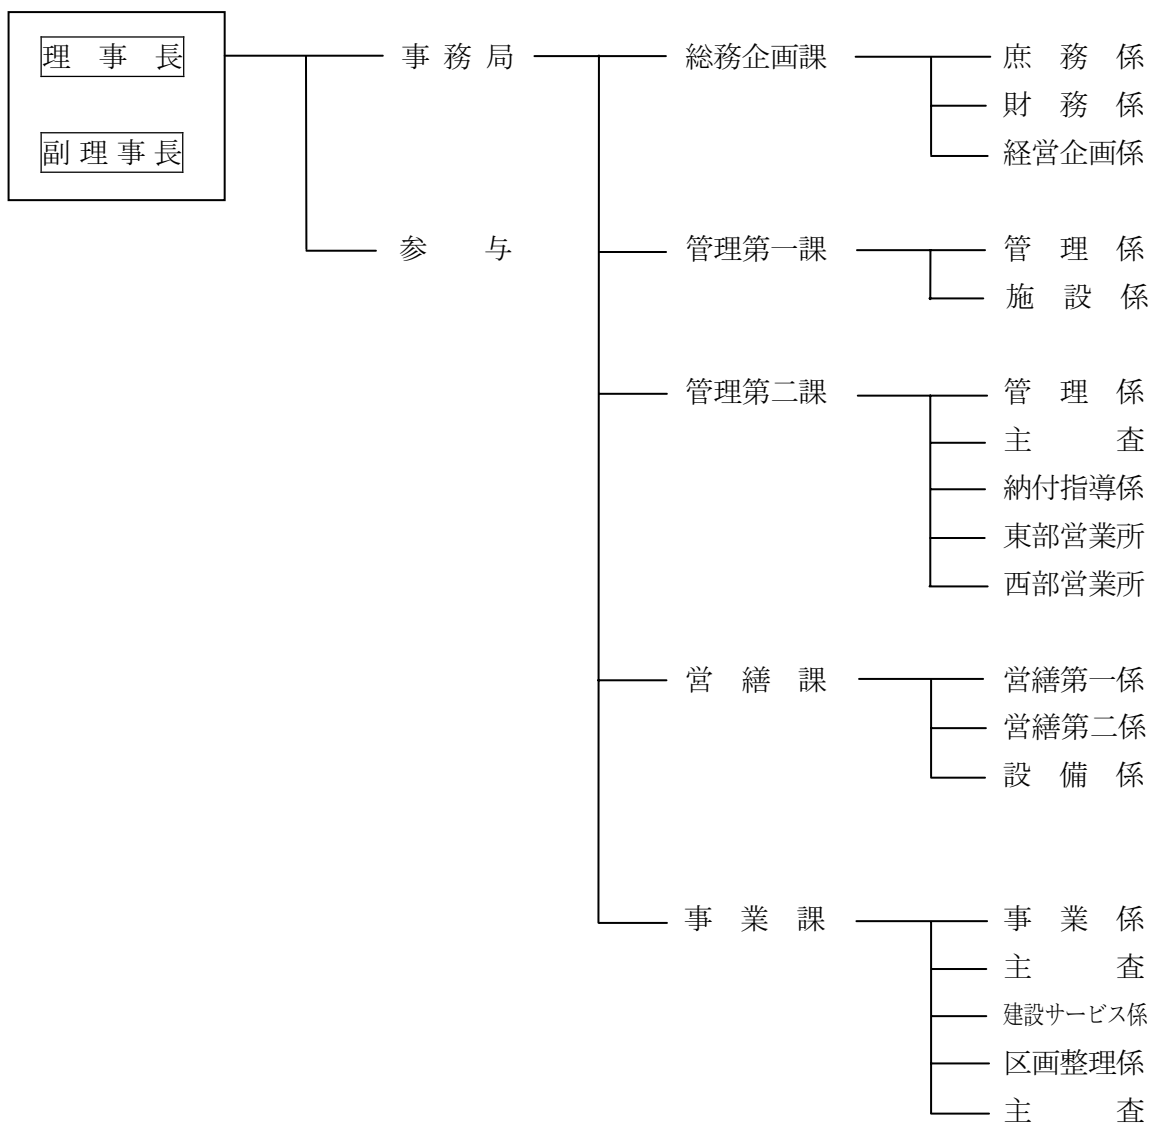 理事長 事務局 総務企画課 庶務係
財務係
副理事長 経営企画係
参与 管理第一課 管理係
施設係
管理第二課 管理係
主査
納付指導係
東部営業所
西部営業所
営繕課 営繕第一係
営繕第二係
設備係
事業課 事業係
主査
建設サービス係
区画整理係
主査